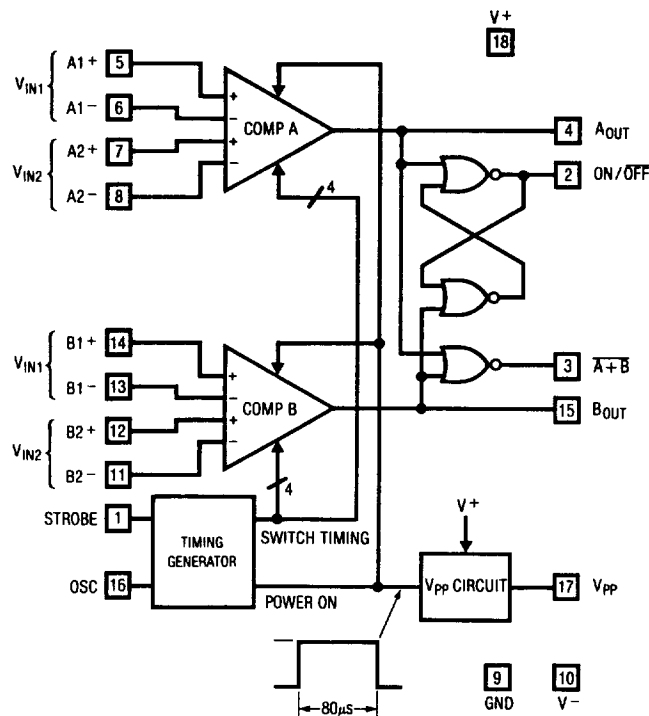 V+
18
VIN1
A1+ 5
A1− 6
VIN2
A2+ 7
A2− 8
+
−
+
−
COMP A
4
4 AOUT
2 ON/OFF
VIN1
B1+ 14
B1− 13
VIN2
B2+ 12
B2− 11
+
−
+
−
COMP B
4
3 A+B
15 BOUT
STROBE 1
OSC 16
TIMING
GENERATOR
SWITCH TIMING
POWER ON
V+
VPP CIRCUIT
17 VPP
80μs
9
GND
10
V−